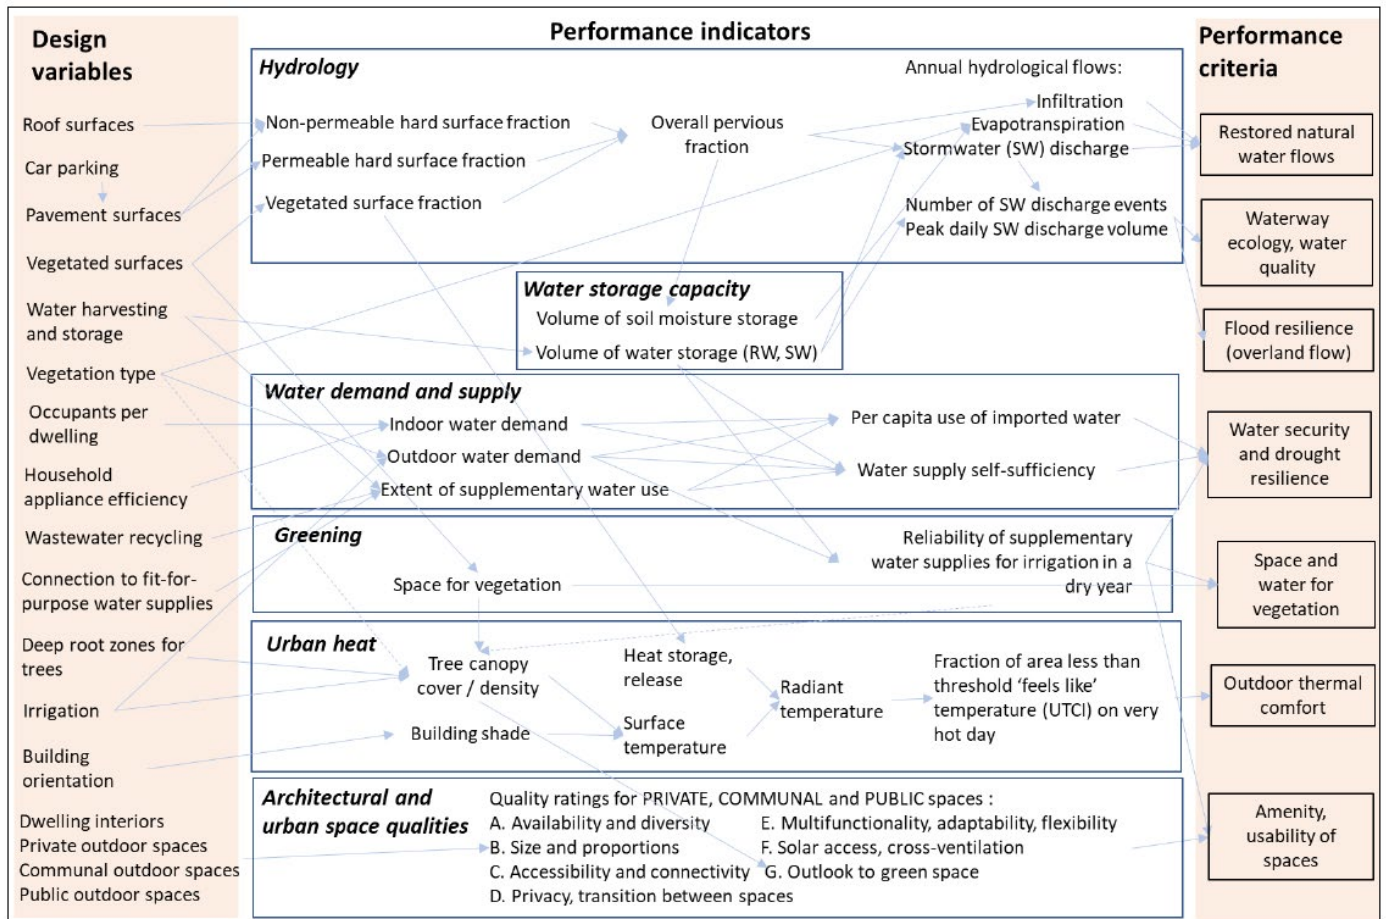 Design
variables
Performance indicators
Performance
criteria
Roof surfaces
Car parking
Pavement surfaces
Vegetated surfaces
Water harvesting
and storage
Vegetation type
Occupants per
dwelling
Household
appliance efficiency
Wastewater recycling
Connection to fit-for-
purpose water supplies
Deep root zones for
trees
Irrigation
Building
orientation
Dwelling interiors
Private outdoor spaces
Communal outdoor spaces
Public outdoor spaces
Hydrology
Non-permeable hard surface fraction
Permeable hard surface fraction
Vegetated surface fraction
Overall pervious
fraction
Annual hydrological flows:
Infiltration
Evapotranspiration
Stormwater (SW) discharge
Number of SW discharge events
Peak daily SW discharge volume
Water storage capacity
Volume of soil moisture storage
Volume of water storage (RW, SW)
Water demand and supply
Indoor water demand
Outdoor water demand
Extent of supplementary water use
Per capita use of imported water
Water supply self-sufficiency
Greening
Space for vegetation
Reliability of supplementary
water supplies for irrigation in a
dry year
Urban heat
Tree canopy
cover / density
Building shade
Heat storage,
release
Surface
temperature
Radiant
temperature
Fraction of area less than
threshold ‘feels like’
temperature (UTCI) on very
hot day
Architectural and
urban space qualities
Quality ratings for PRIVATE, COMMUNAL and PUBLIC spaces :
A. Availability and diversity
B. Size and proportions
C. Accessibility and connectivity
D. Privacy, transition between spaces
E. Multifunctionality, adaptability, flexibility
F. Solar access, cross-ventilation
G. Outlook to green space
Restored natural
water flows
Waterway
ecology, water
quality
Flood resilience
(overland flow)
Water security
and drought
resilience
Space and
water for
vegetation
Outdoor thermal
comfort
Amenity,
usability of
spaces